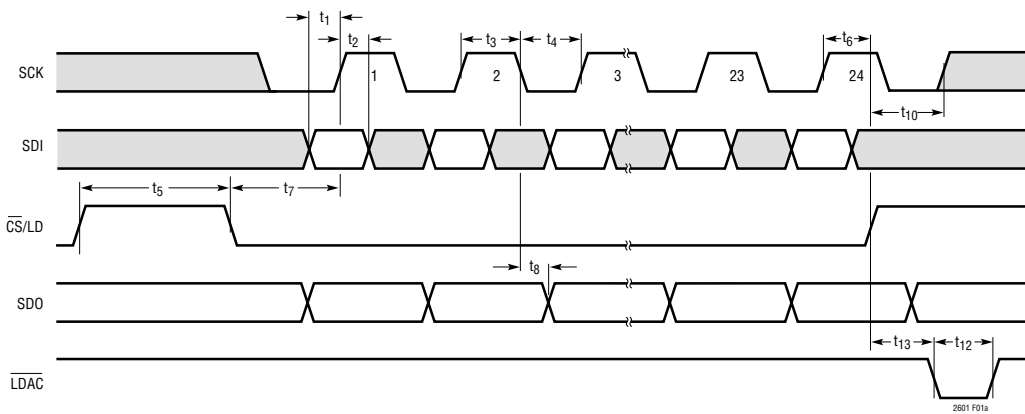 t1
t2
t3
t4
t6
SCK
1
2
3
23
24
t10
SDI
t5
t7
CS/LD
t8
SDO
t13
t12
LDAC
2601 F01a